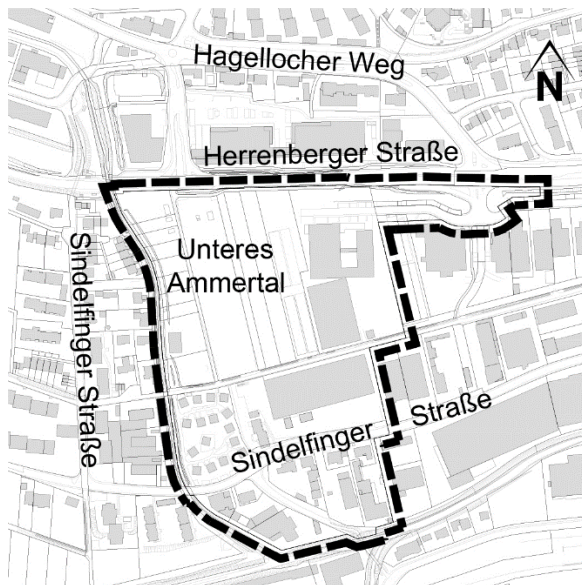 Hagellocher Weg
N
Herrenberger Straße
Unteres
Ammertal
Sindelfinger Straße
Sindelfinger Straße